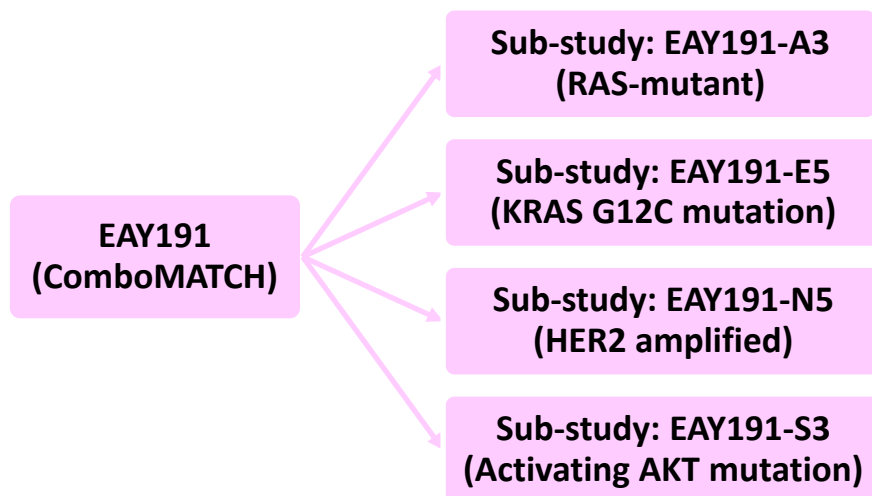 Sub-study: EAY191-A3
(RAS-mutant)
Sub-study: EAY191-E5
(KRAS G12C mutation)
EAY191
(ComboMATCH)
Sub-study: EAY191-N5
(HER2 amplified)
Sub-study: EAY191-S3
(Activating AKT mutation)